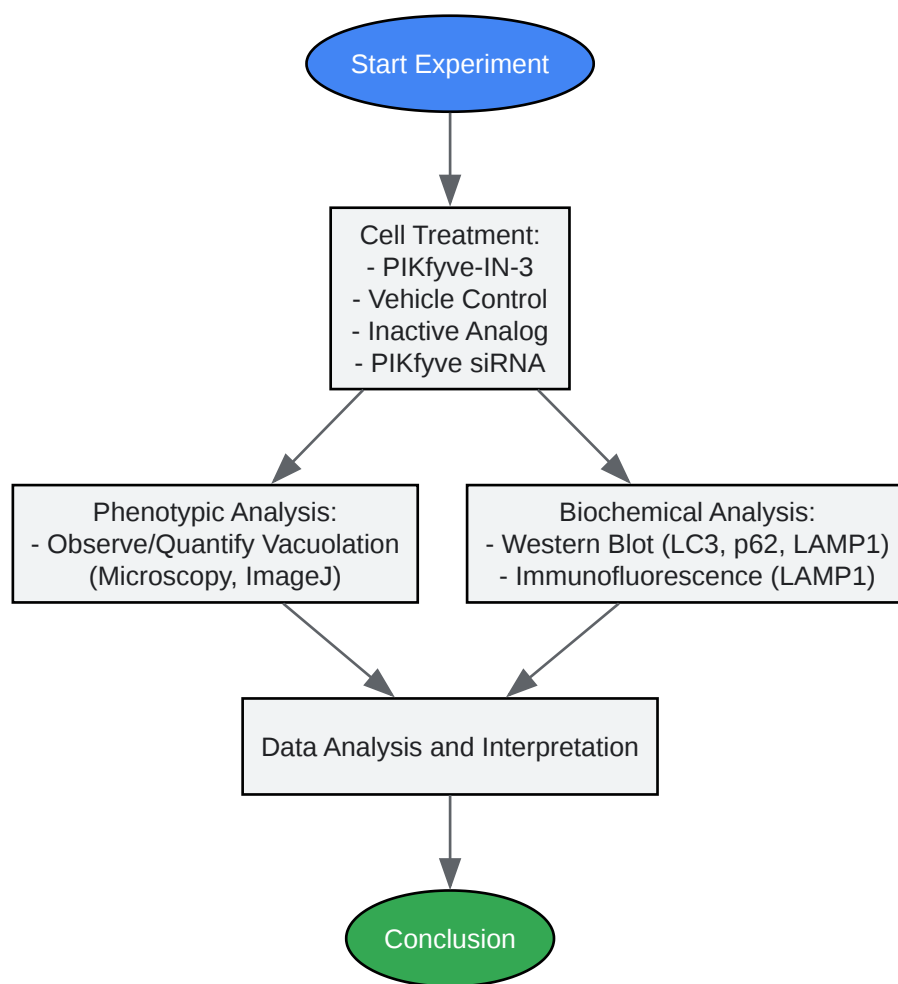 Start Experiment
Cell Treatment:
- PIKfyve-IN-3
- Vehicle Control
- Inactive Analog
- PIKfyve siRNA
Phenotypic Analysis:
- Observe/Quantify Vacuolation
(Microscopy, ImageJ)
Biochemical Analysis:
- Western Blot (LC3, p62, LAMP1)
- Immunofluorescence (LAMP1)
Data Analysis and Interpretation
Conclusion